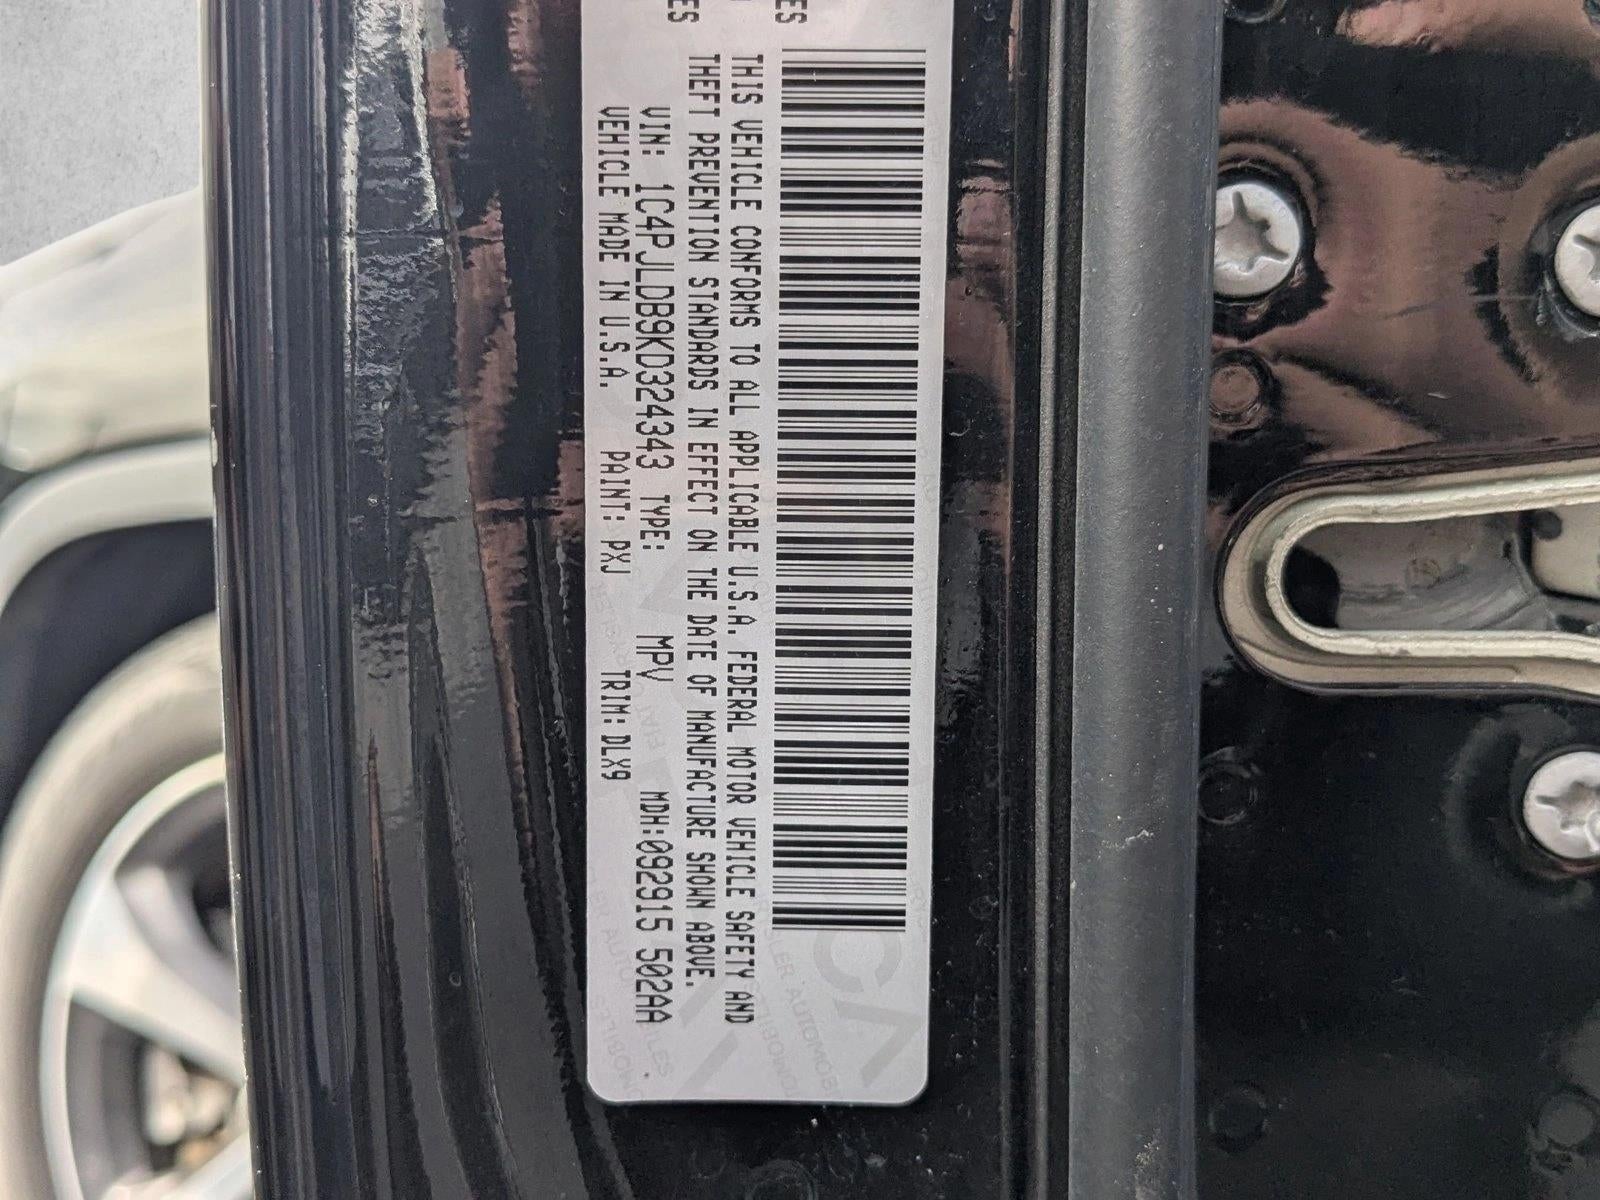 THIS VEHICLE CONFORMS TO ALL APPLICABLE U.S.A. FEDERAL MOTOR VEHICLE SAFETY AND
THEFT PREVENTION STANDARDS IN EFFECT ON THE DATE OF MANUFACTURE SHOWN ABOVE.
VIN: 1C4PJLDB9KD324343 TYPE: MPV MDH:092915 502AA
VEHICLE MADE IN U.S.A. PAINT: PXJ TRIM: DLX9